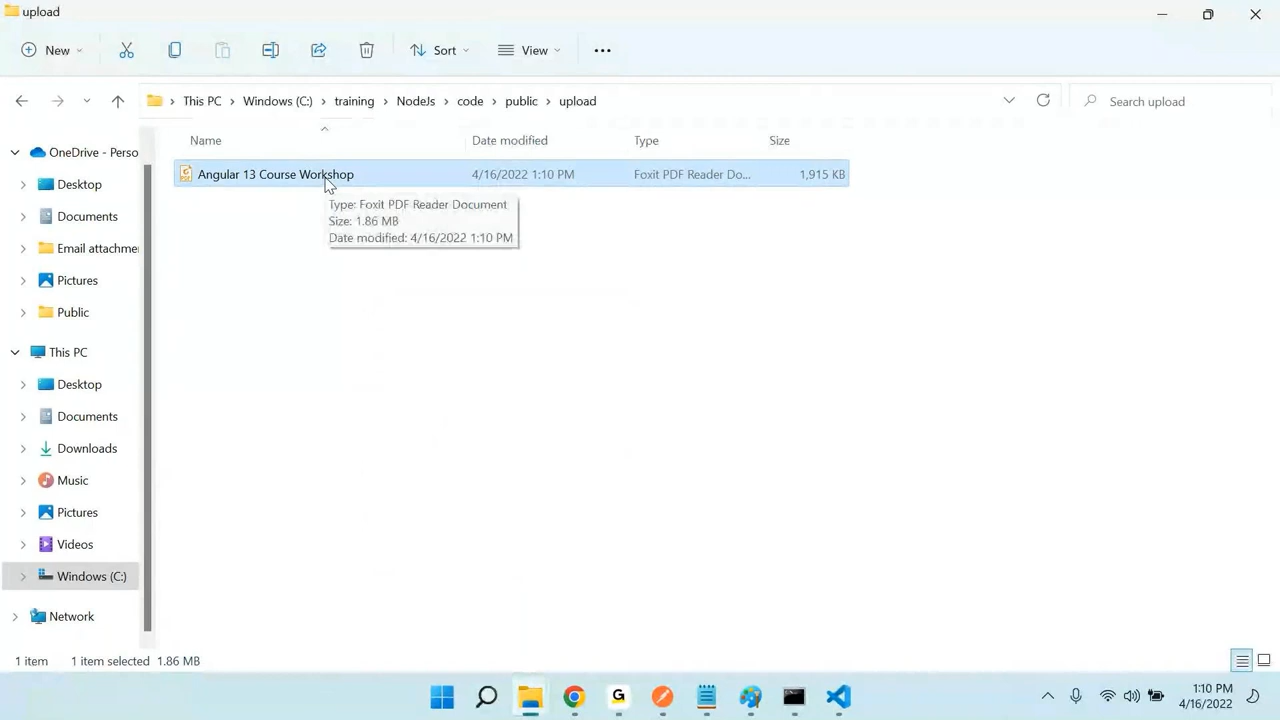 upload
New
Sort
View
This PC
Windows (C:)
training
NodeJs
code
public
upload
Search upload
Name
Date modified
Type
Size
Angular 13 Course Workshop
4/16/2022 1:10 PM
Foxit PDF Reader Do...
1,915 KB
Type: Foxit PDF Reader Document
Size: 1.86 MB
Date modified: 4/16/2022 1:10 PM
OneDrive - Perso
Desktop
Documents
Email attachme
Pictures
Public
This PC
Desktop
Documents
Downloads
Music
Pictures
Videos
Windows (C:)
Network
1 item
1 item selected 1.86 MB
G
1:10 PM
4/16/2022